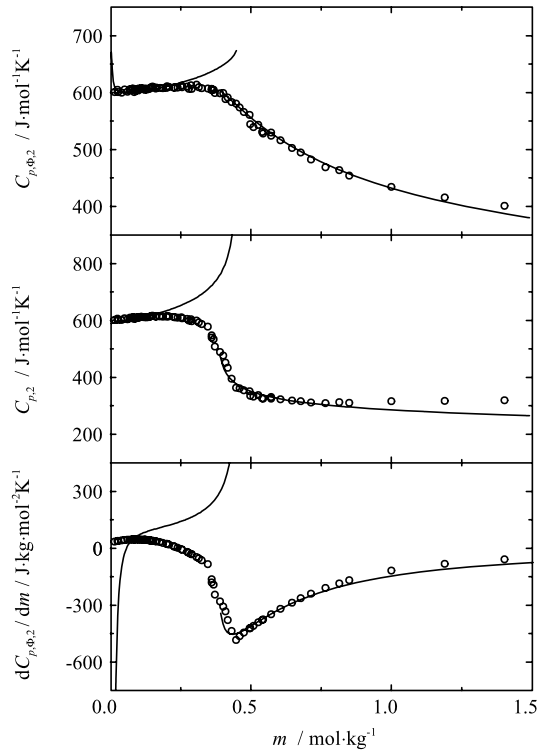 700
600
500
400
C_{p,Φ,2} / J·mol⁻¹K⁻¹
800
600
400
200
C_{p,2} / J·mol⁻¹K⁻¹
300
0
-300
-600
dC_{p,Φ,2}/dm / J·kg·mol⁻²K⁻¹
0.0 0.5 1.0 1.5
m / mol·kg⁻¹